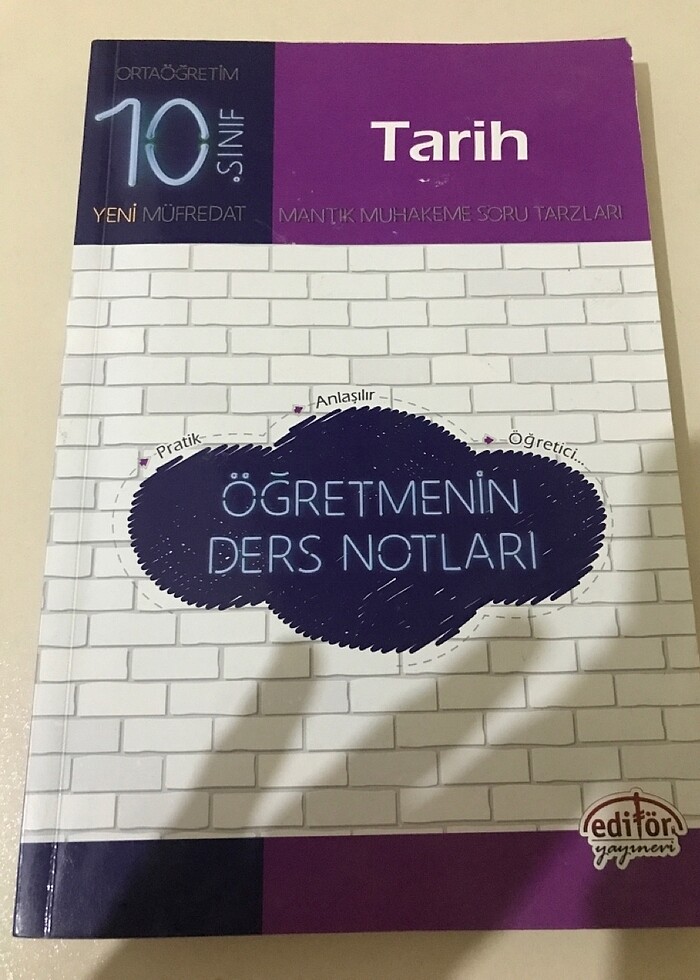 ORTAÖĞRETİM
10.SINIF
YENİ MÜFREDAT
Tarih
MANTIK MUHAKEME SORU TARZLARI
Pratik
Anlaşılır
Öğretici...
ÖĞRETMENİN
DERS NOTLARI
editör
yayınevi